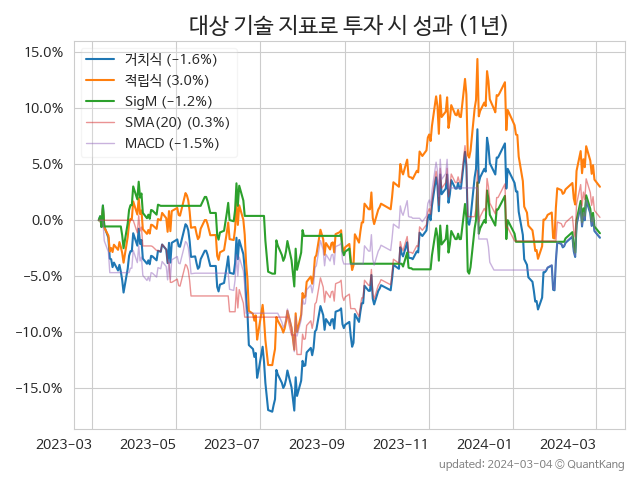 대상 기술 지표로 투자 시 성과 (1년)
15.0%
10.0%
5.0%
0.0%
−5.0%
−10.0%
−15.0%
거치식 (−1.6%)
적립식 (3.0%)
SigM (−1.2%)
SMA(20) (0.3%)
MACD (−1.5%)
2023-03 2023-05 2023-07 2023-09 2023-11 2024-01 2024-03
updated: 2024-03-04 © QuantKang